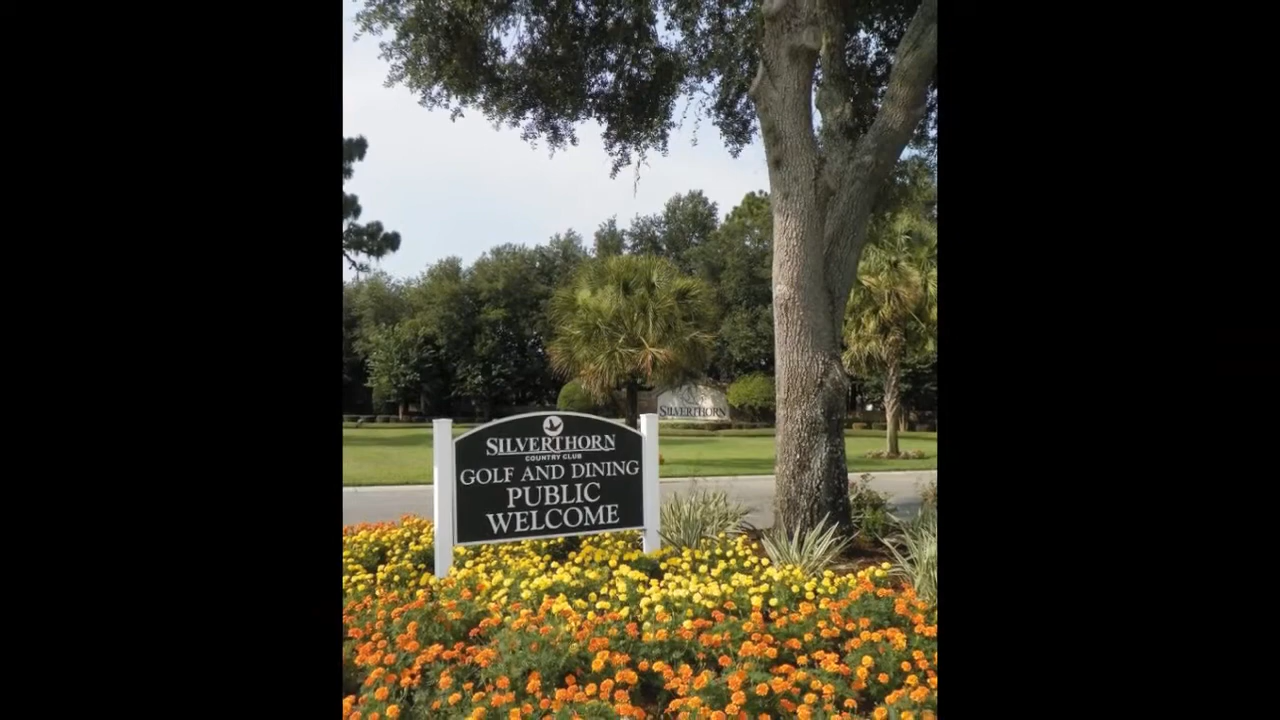 SILVERTHORN
SILVERTHORN
COUNTRY CLUB
GOLF AND DINING
PUBLIC
WELCOME